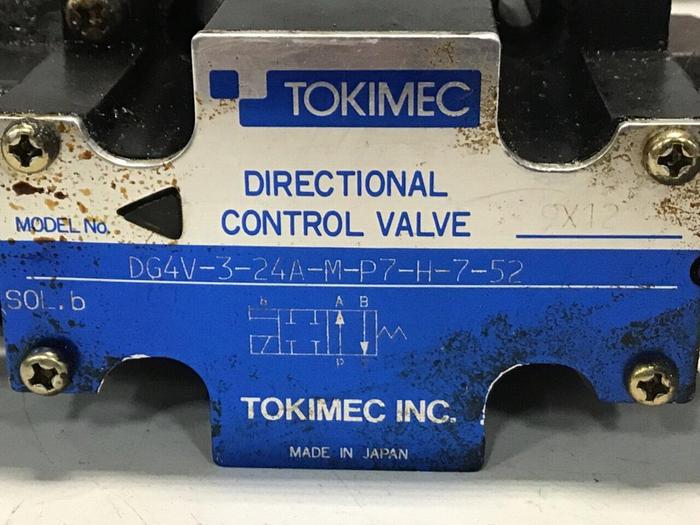 TOKIMEC
DIRECTIONAL
CONTROL VALVE
MODEL No.
DG4V-3-24A-M-P7-H-7-52
SOL.b
b A B
P
TOKIMEC INC.
MADE IN JAPAN